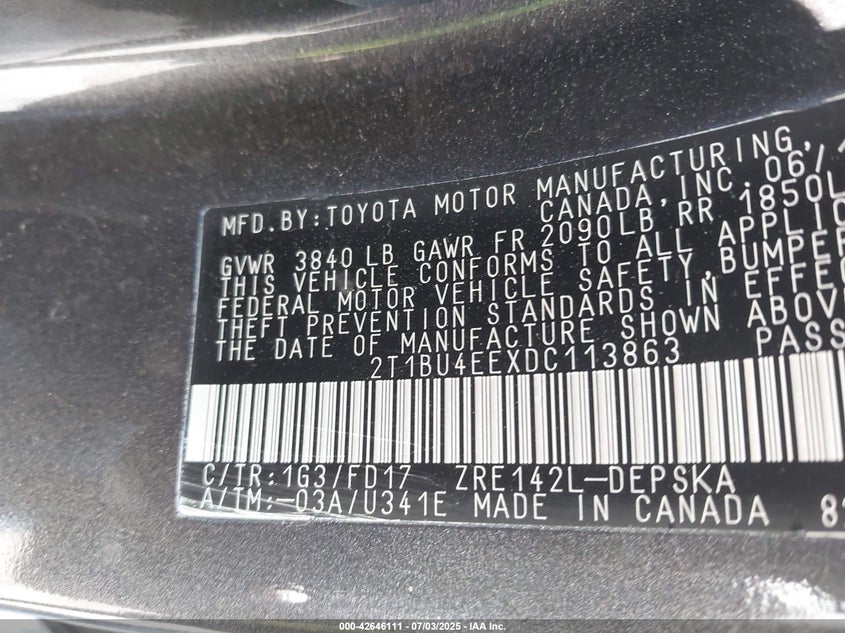 MFD.BY:TOYOTA MOTOR MANUFACTURING,
CANADA,INC. 06/1
GVWR 3840 LB GAWR FR 2090LB RR 1850L
THIS VEHICLE CONFORMS TO ALL APPLIC
FEDERAL MOTOR VEHICLE SAFETY,BUMPER
THEFT PREVENTION STANDARDS IN EFFEC
THE DATE OF MANUFACTURE SHOWN ABOVE
2T1BU4EEXDC113863 PASS
C/TR:1G3/FD17 ZRE142L-DEPSKA
A/TM:-03A/U341E MADE IN CANADA 81
000-42646111 - 07/03/2025 - IAA Inc.